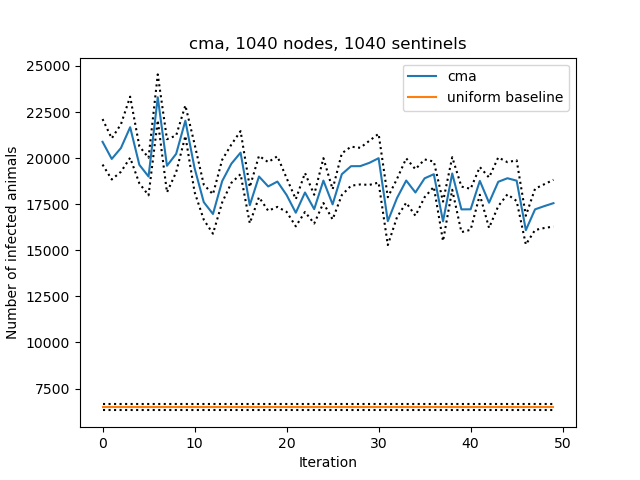 cma, 1040 nodes, 1040 sentinels
cma
uniform baseline
Number of infected animals
25000
22500
20000
17500
15000
12500
10000
7500
0 10 20 30 40 50
Iteration